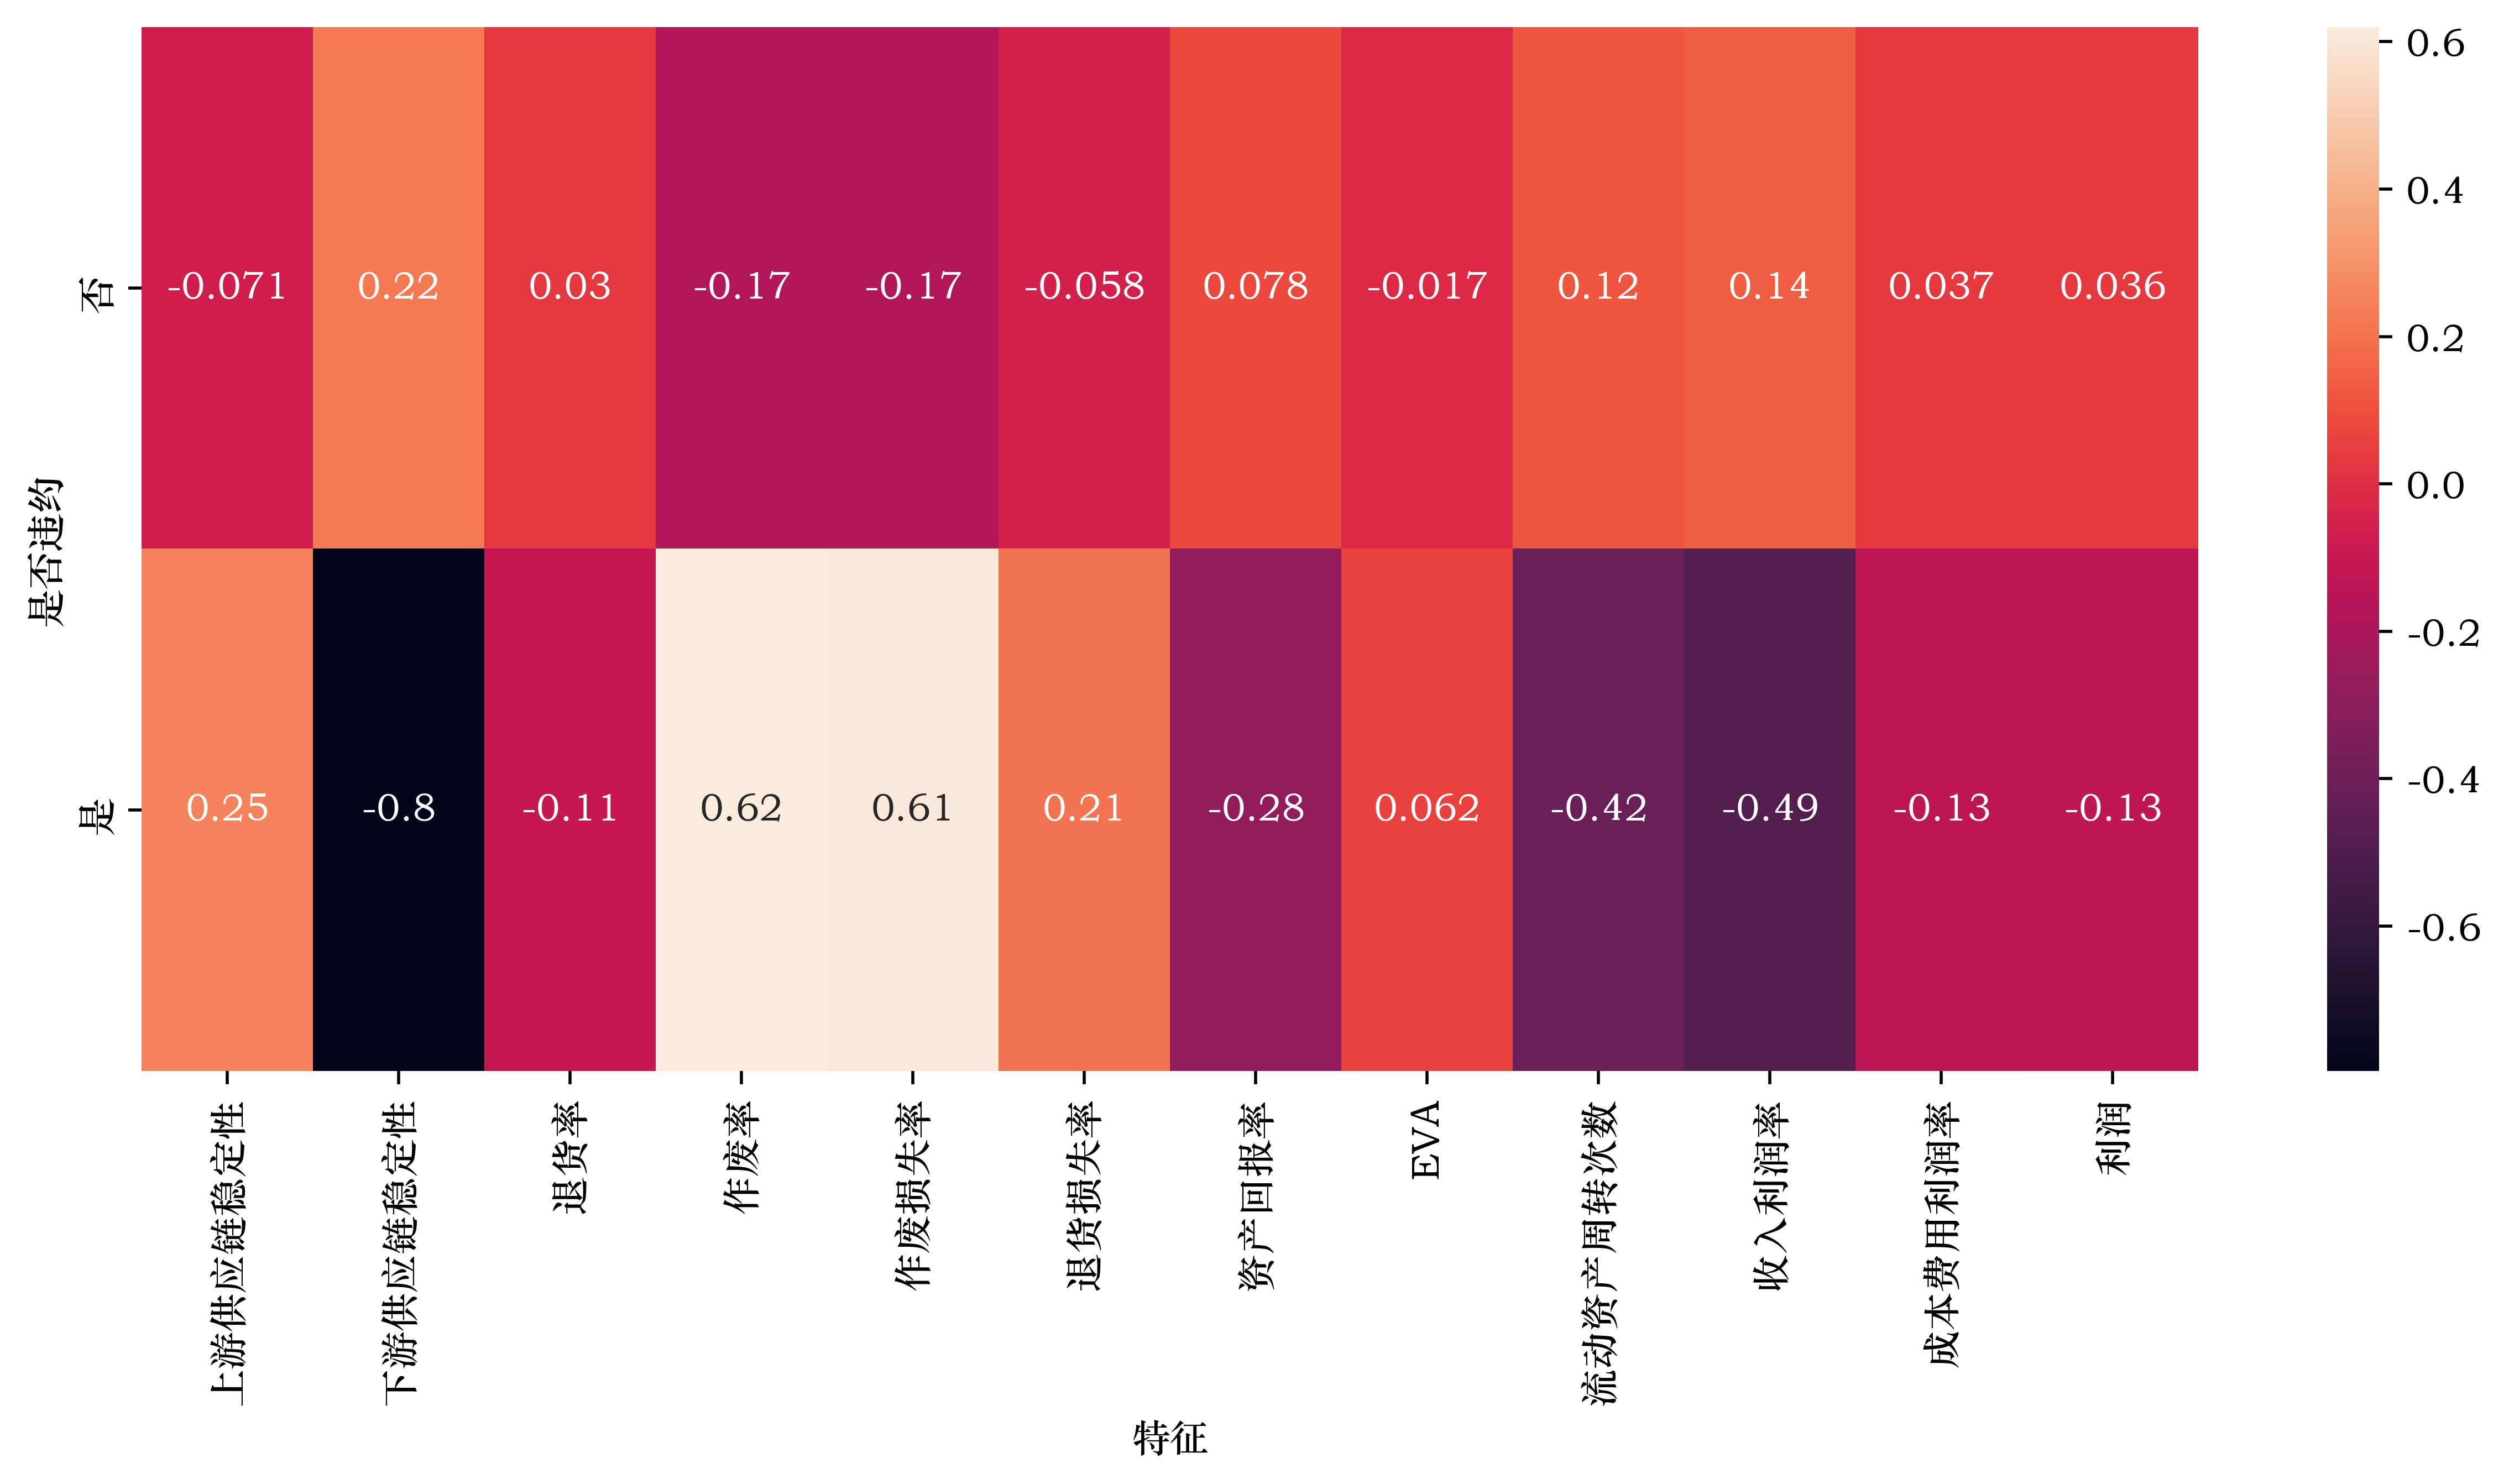 是否违约
否
-0.071 0.22 0.03 -0.17 -0.17 -0.058 0.078 -0.017 0.12 0.14 0.037 0.036
是
0.25 -0.8 -0.11 0.62 0.61 0.21 -0.28 0.062 -0.42 -0.49 -0.13 -0.13
上游供应链稳定性
下游供应链稳定性
退货率
作废率
作废损失率
退货损失率
资产回报率
EVA
流动资产周转次数
收入利润率
成本费用利润率
利润
特征
0.6
0.4
0.2
0.0
-0.2
-0.4
-0.6